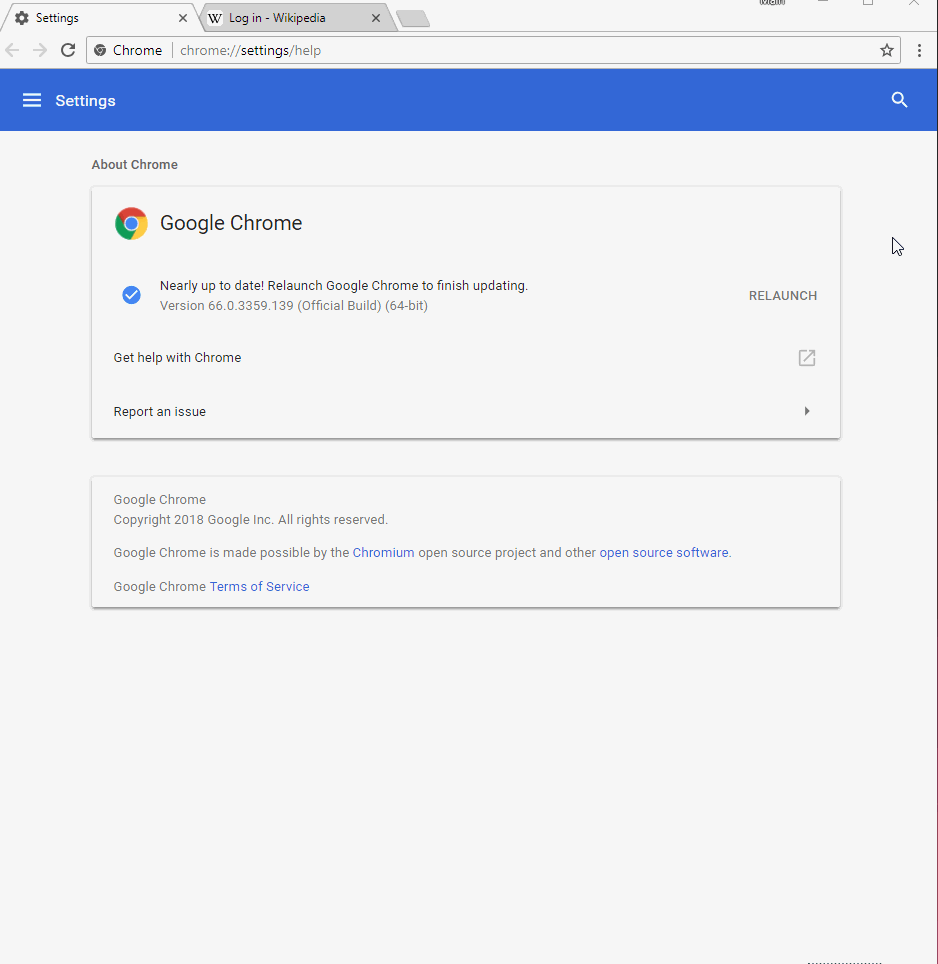 Settings
Log in - Wikipedia
Chrome
chrome://settings/help
Settings
About Chrome
Google Chrome
Nearly up to date! Relaunch Google Chrome to finish updating.
Version 66.0.3359.139 (Official Build) (64-bit)
RELAUNCH
Get help with Chrome
Report an issue
Google Chrome
Copyright 2018 Google Inc. All rights reserved.
Google Chrome is made possible by the Chromium open source project and other open source software.
Google Chrome Terms of Service